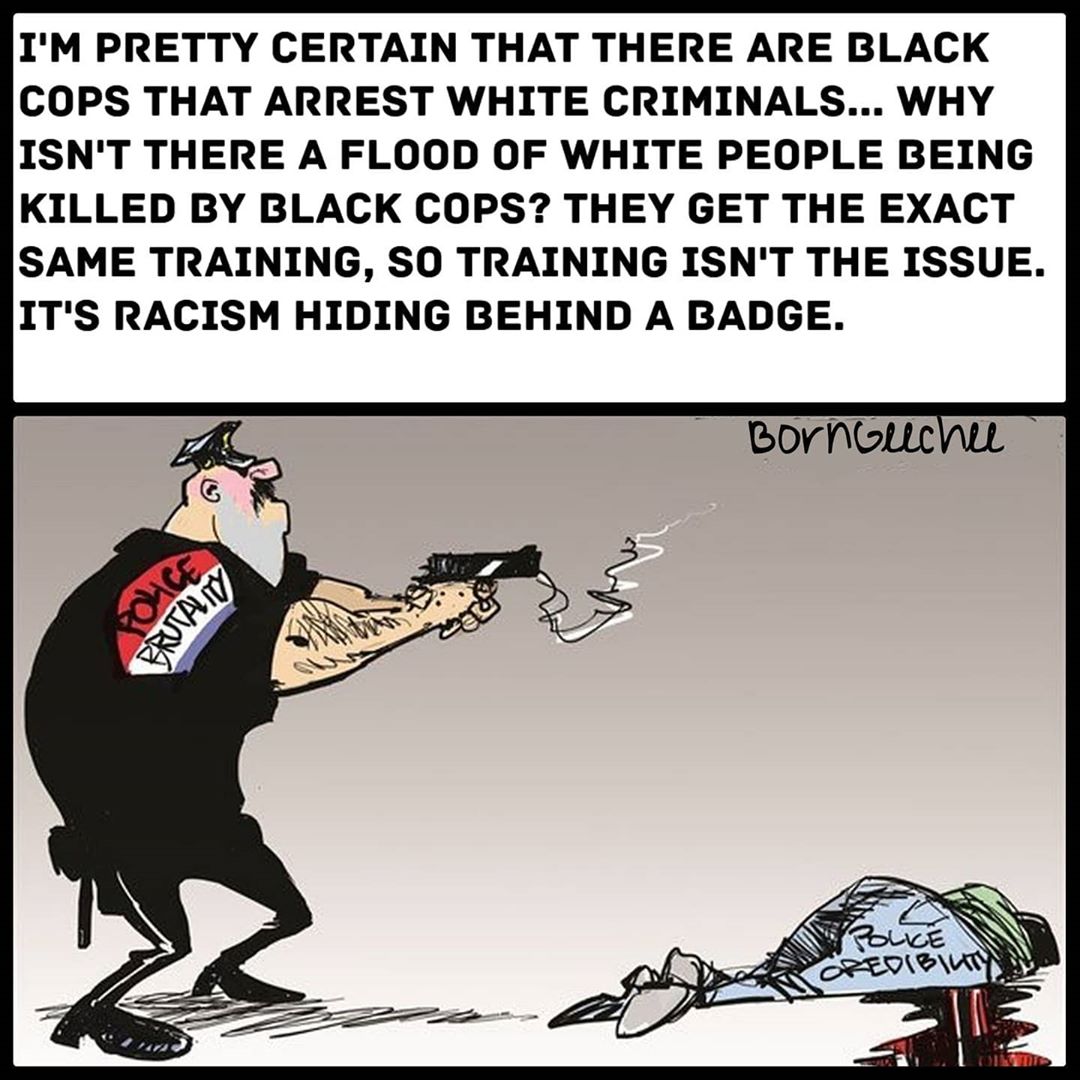 I'M PRETTY CERTAIN THAT THERE ARE BLACK
COPS THAT ARREST WHITE CRIMINALS... WHY
ISN'T THERE A FLOOD OF WHITE PEOPLE BEING
KILLED BY BLACK COPS? THEY GET THE EXACT
SAME TRAINING, SO TRAINING ISN'T THE ISSUE.
IT'S RACISM HIDING BEHIND A BADGE.
BornGeechee
POLICE
BRUTALITY
POLICE
CREDIBILITY